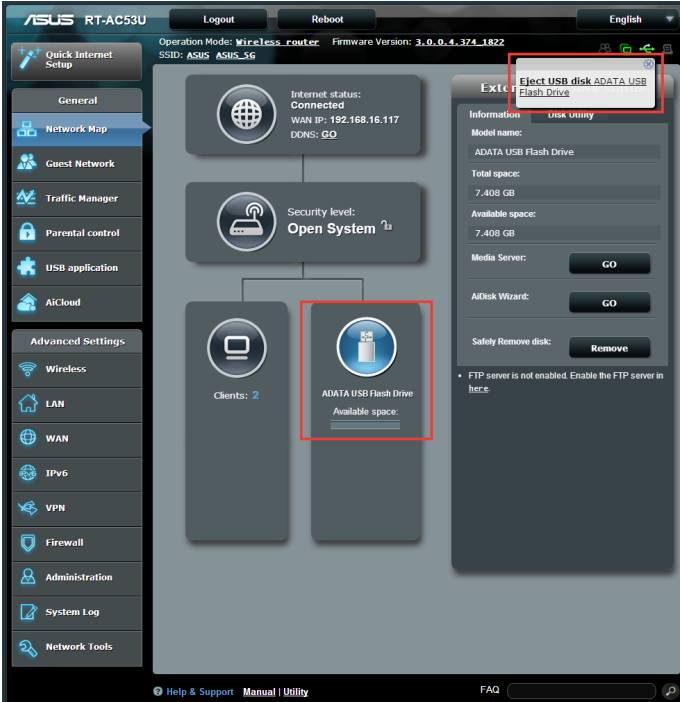 ASUS RT-AC53U
Logout
Reboot
English
Quick Internet
Setup
Operation Mode: Wireless router Firmware Version: 3.0.0.4.374_1822
SSID: ASUS ASUS_5G
Eject USB disk ADATA USB
Flash Drive
General
Network Map
Guest Network
Traffic Manager
Parental control
USB application
AiCloud
Advanced Settings
Wireless
LAN
WAN
IPv6
VPN
Firewall
Administration
System Log
Network Tools
Internet status:
Connected
WAN IP: 192.168.16.117
DDNS: GO
Security level:
Open System
Clients: 2
ADATA USB Flash Drive
Available space:
Information
Disk Utility
Model name:
ADATA USB Flash Drive
Total space:
7.408 GB
Available space:
7.408 GB
Media Server:
GO
AiDisk Wizard:
GO
Safely Remove disk:
Remove
• FTP server is not enabled. Enable the FTP server in
here.
Help & Support Manual | Utility
FAQ